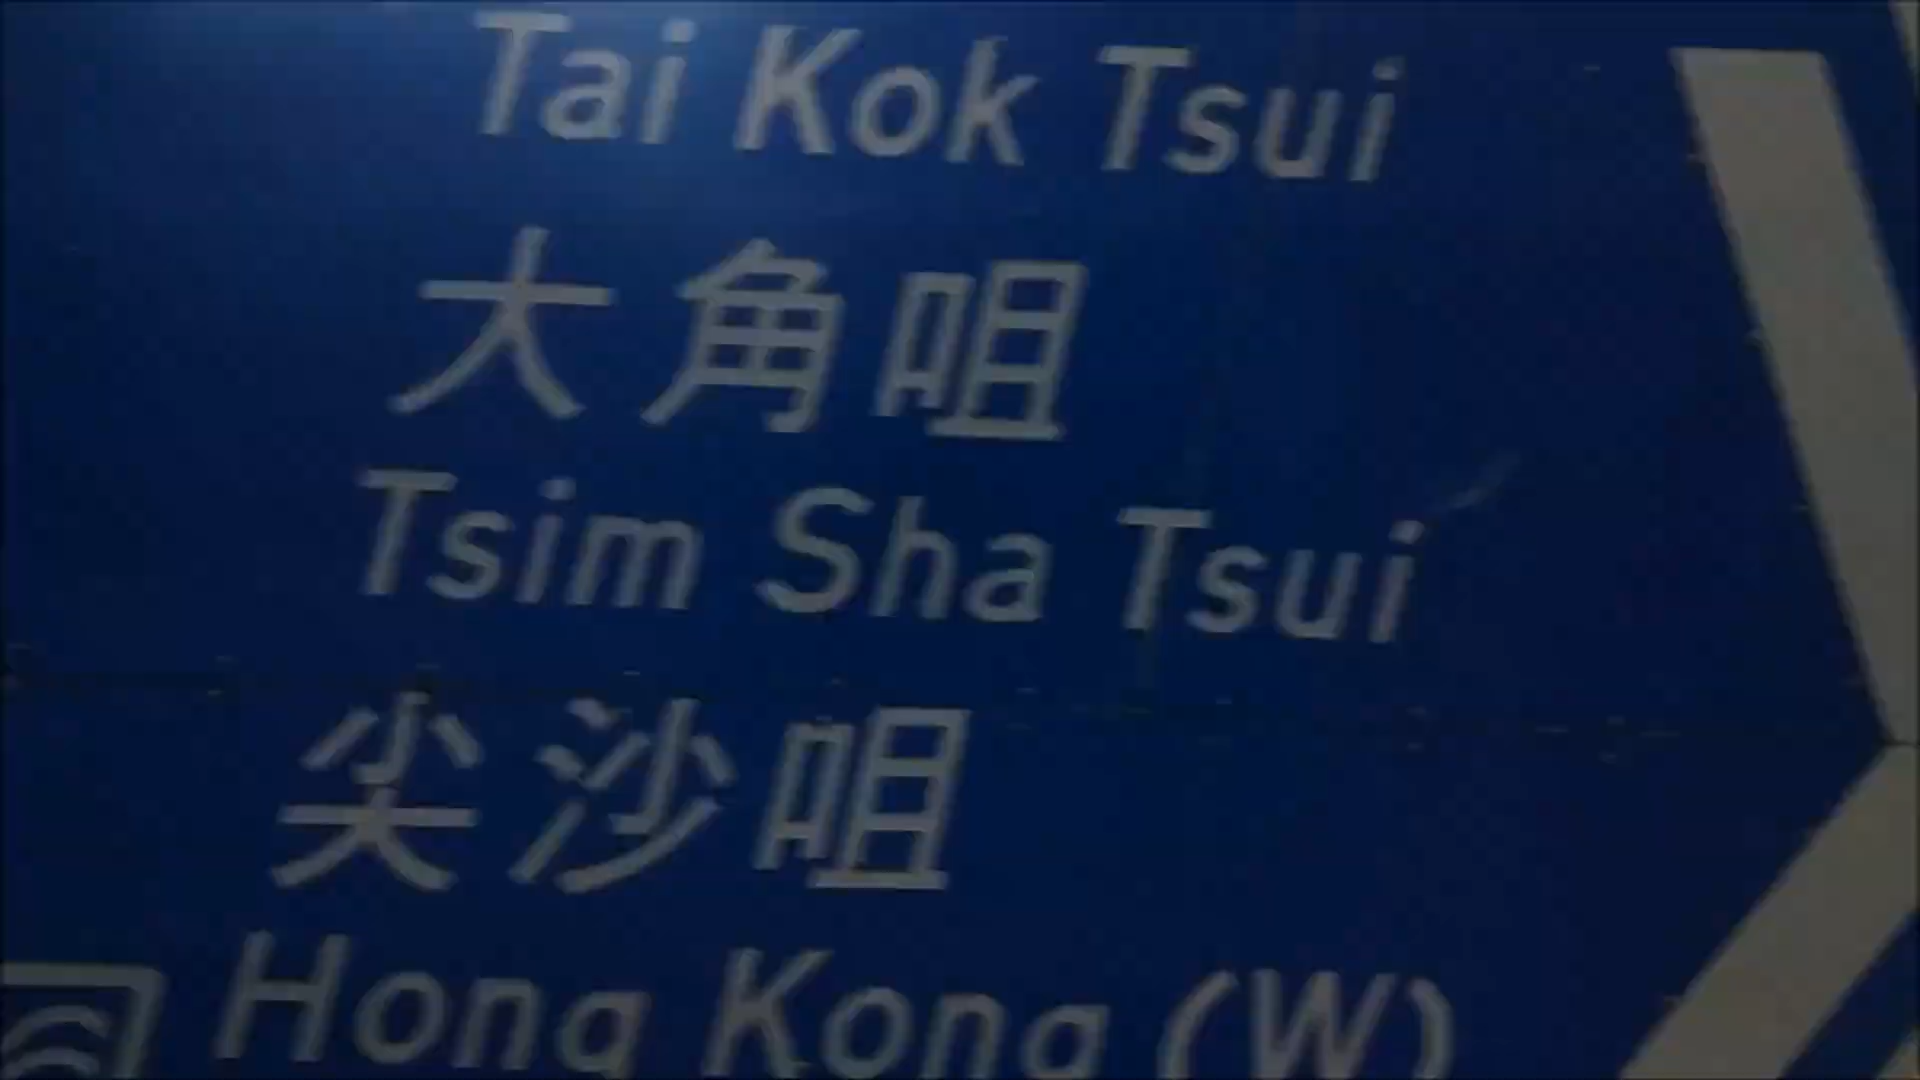 Tai Kok Tsui
大角咀
Tsim Sha Tsui
尖沙咀
Hong Kong (W)